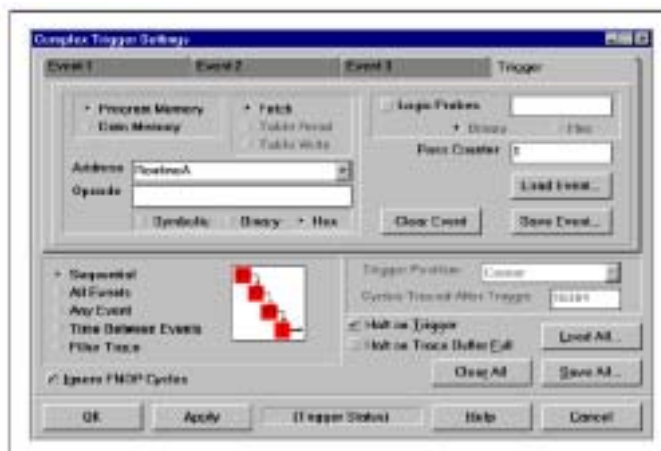 Complex Trigger Settings
Event 1 Event 2 Event 3 Trigger
Program Memory
Data Memory
Fetch
Table Read
Table Write
Logic Probes
Binary Hex
Pass Counter
Address RoutineA
Opcode
Load Event...
Symbolic Binary Hex
Clear Event
Save Event...
Sequential
All Events
Any Event
Time Between Events
Filter Trace
Trigger Position: Center
Cycles Traced After Trigger
Halt on Trigger
Halt on Trace Buffer Full
Load All...
Ignore FNOP Cycles
Clear All
Save All...
OK Apply (Trigger Status) Help Cancel